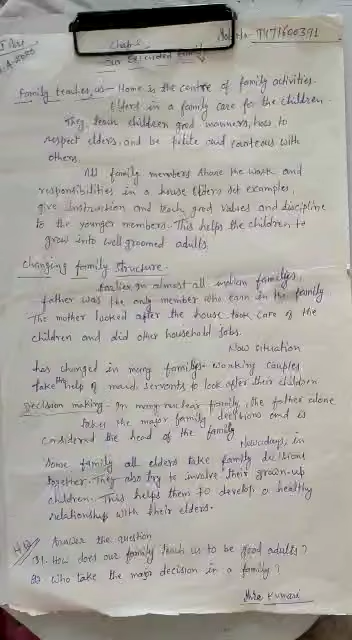 Chapter
Our Extended Family
Family teaches us - Home is the centre of family activities.
Elders in a family care for the children.
They teach children good manners, how to
respect elders, and be polite and courteous with
others.
All family members share the work and
responsibilities in a house. Elders set examples,
give instruction and teach good values and discipline
to the younger members. This helps the children to
grow into well groomed adults.
Changing family structure.
Earlier, in almost all Indian families,
father was the only member who earn in the family
The mother looked after the house, took care of the
children and did other household jobs.
Now situation
has changed in many families. Working couples
take the help of maid servants to look after their children
Decision making - In many nuclear family, the father alone
takes the major family decisions and is
considered the head of the family
Nowadays, in
some family all elders take family decisions
together. They also try to involve their grown-up
children. This helps them to develop a healthy
relationship with their elders.
H.W. Answer the question
Q1. How does our family teach us to be good adults?
Q2 Who take the major decision in a family?
Kumari